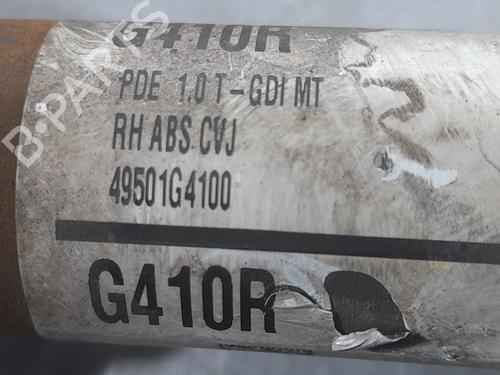 G410R
PDE 1.0 T-GDI MT
RH ABS CVJ
49501G4100
G410R
B-PARTS